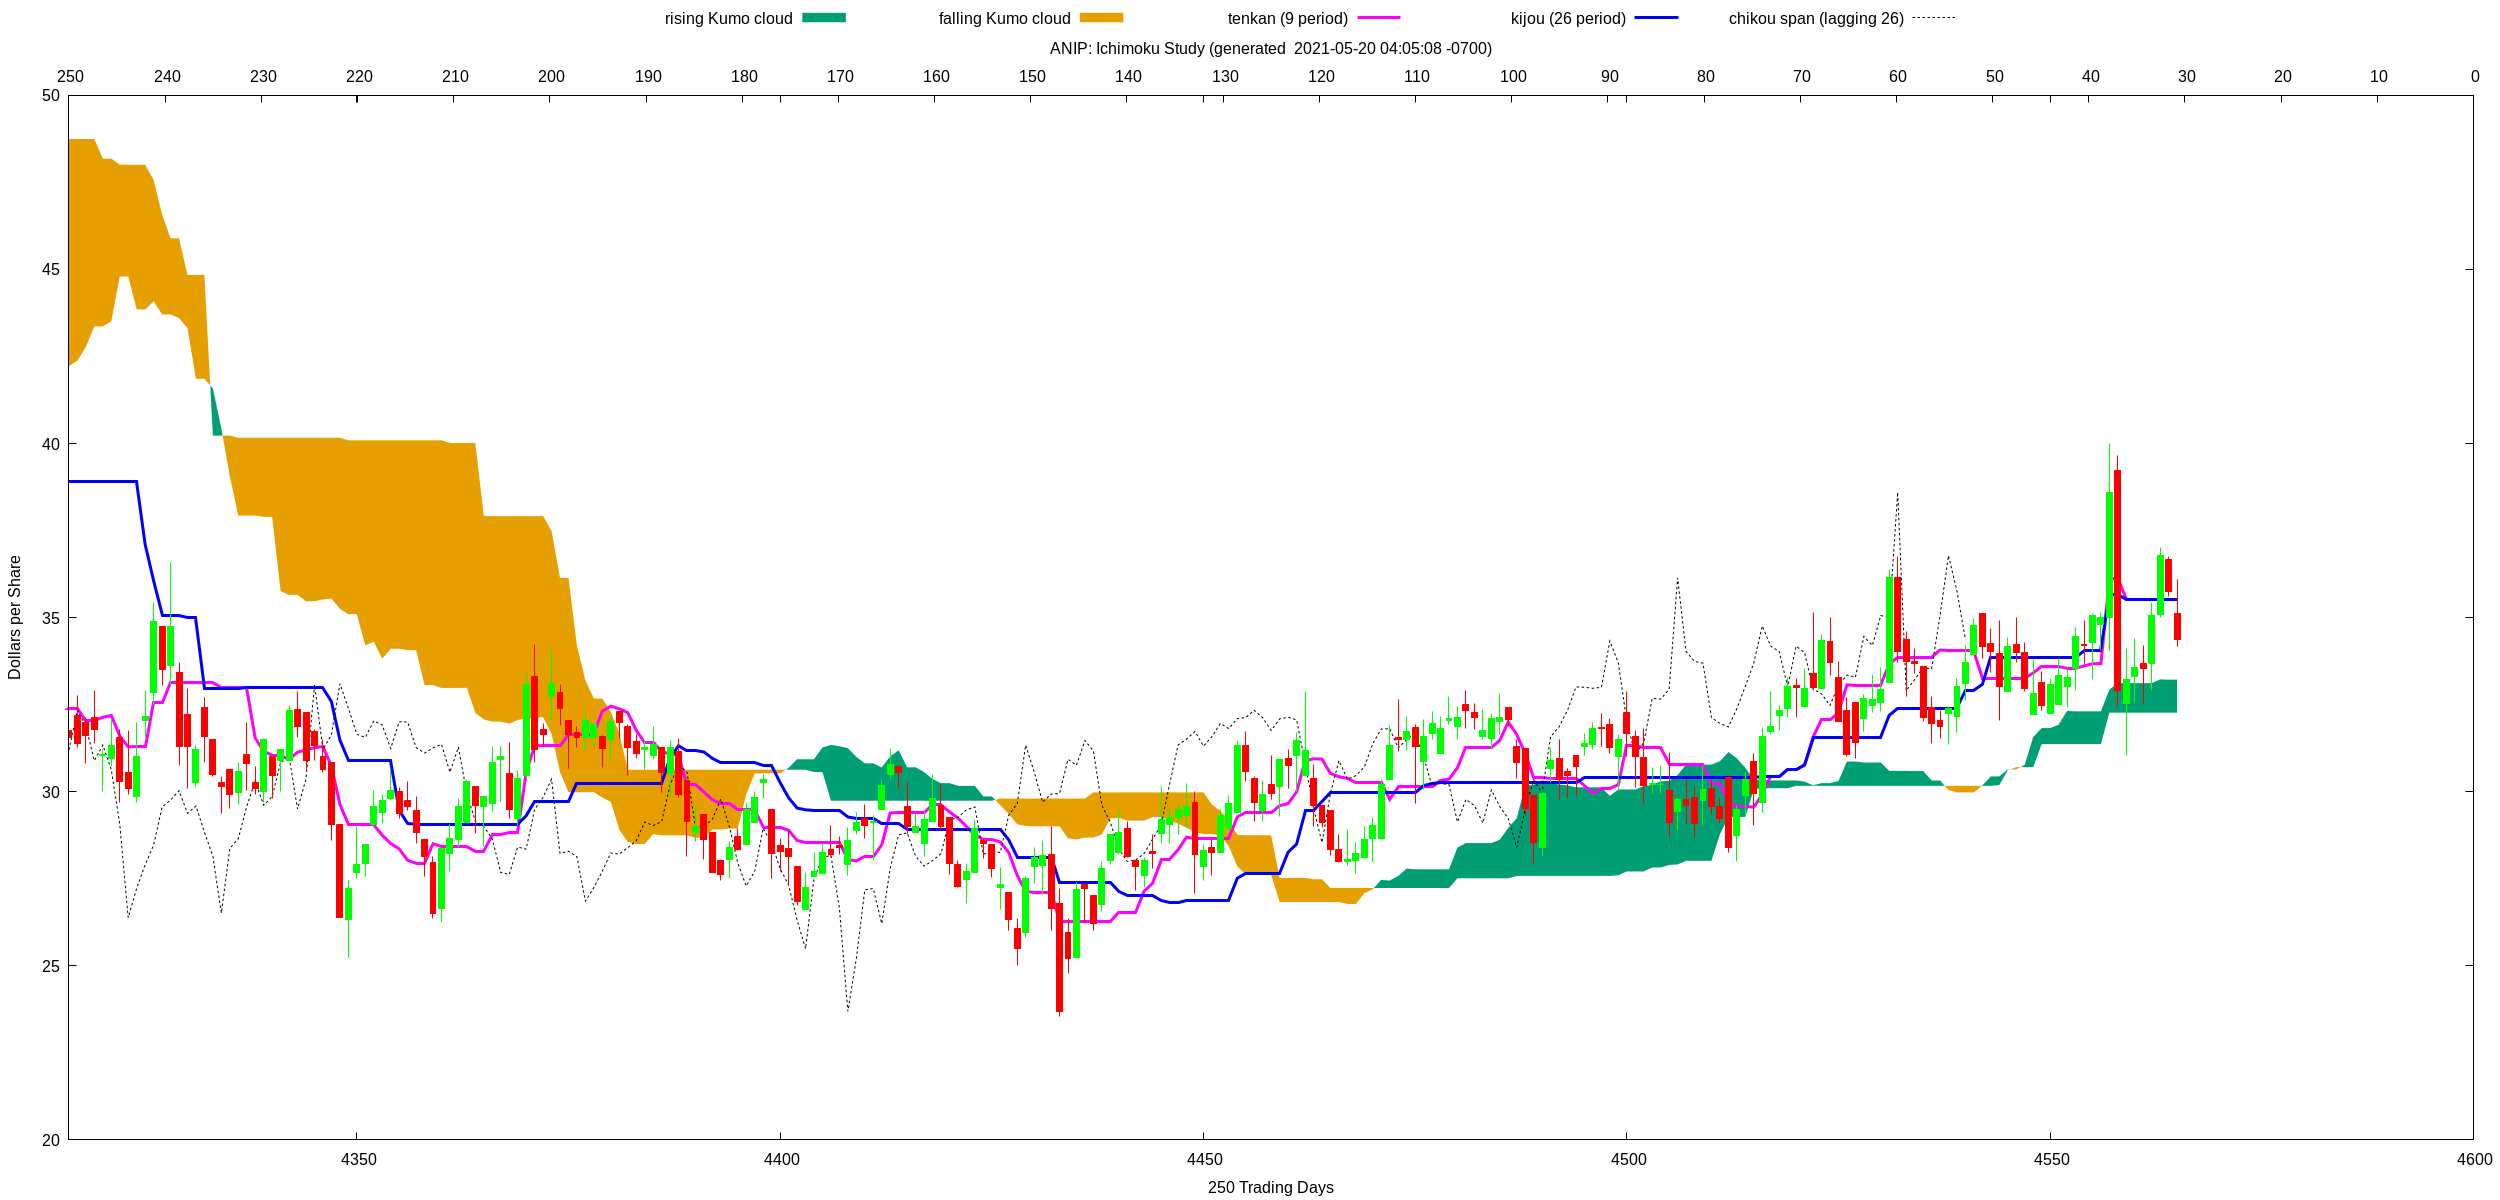 rising Kumo cloud falling Kumo cloud tenkan (9 period) kijou (26 period) chikou span (lagging 26)
ANIP: Ichimoku Study (generated  2021-05-20 04:05:08 -0700)
250 240 230 220 210 200 190 180 170 160 150 140 130 120 110 100 90 80 70 60 50 40 30 20 10 0
50
45
40
35
30
25
20
Dollars per Share
4350 4400 4450 4500 4550 4600
250 Trading Days